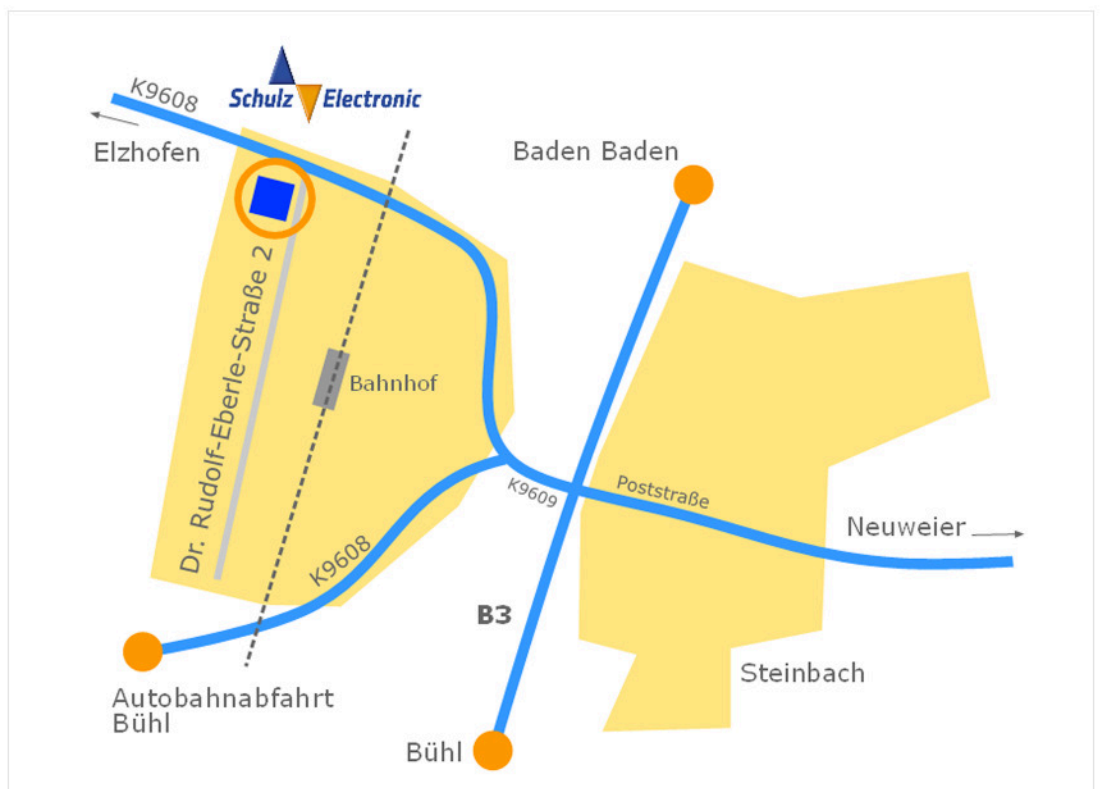 K9608
Schulz Electronic
Elzhofen
Baden Baden
Dr. Rudolf-Eberle-Straße 2
Bahnhof
K9609
Poststraße
Neuweier
K9608
B3
Steinbach
Autobahnabfahrt
Bühl
Bühl